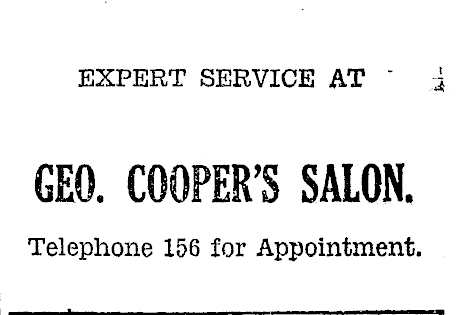 EXPERT SERVICE AT
GEO. COOPER'S SALON.
Telephone 156 for Appointment.